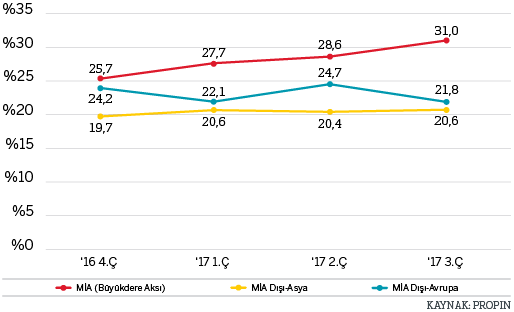 %35
%30
%25
%20
%15
%10
%5
%0
25,7
27,7
28,6
31,0
24,2
22,1
24,7
21,8
19,7
20,6
20,4
20,6
'16 4.Ç
'17 1.Ç
'17 2.Ç
'17 3.Ç
MİA (Büyükdere Aksı)
MİA Dışı-Asya
MİA Dışı-Avrupa
KAYNAK: PROPIN